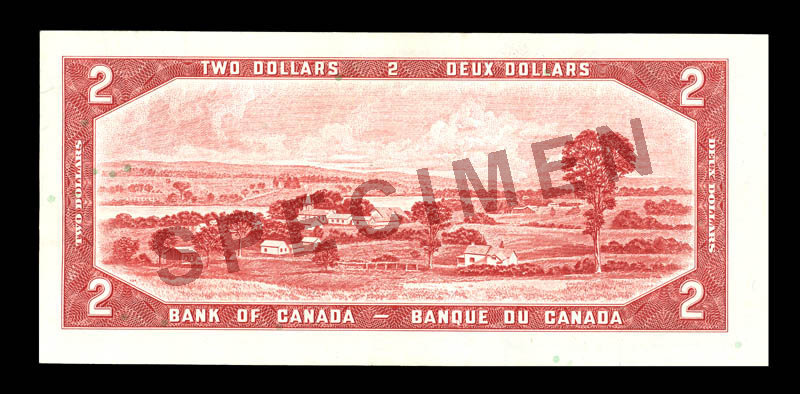 TWO DOLLARS 2 DEUX DOLLARS
2 2
TWO DOLLARS
DEUX DOLLARS
SPECIMEN
2 2
BANK OF CANADA — BANQUE DU CANADA